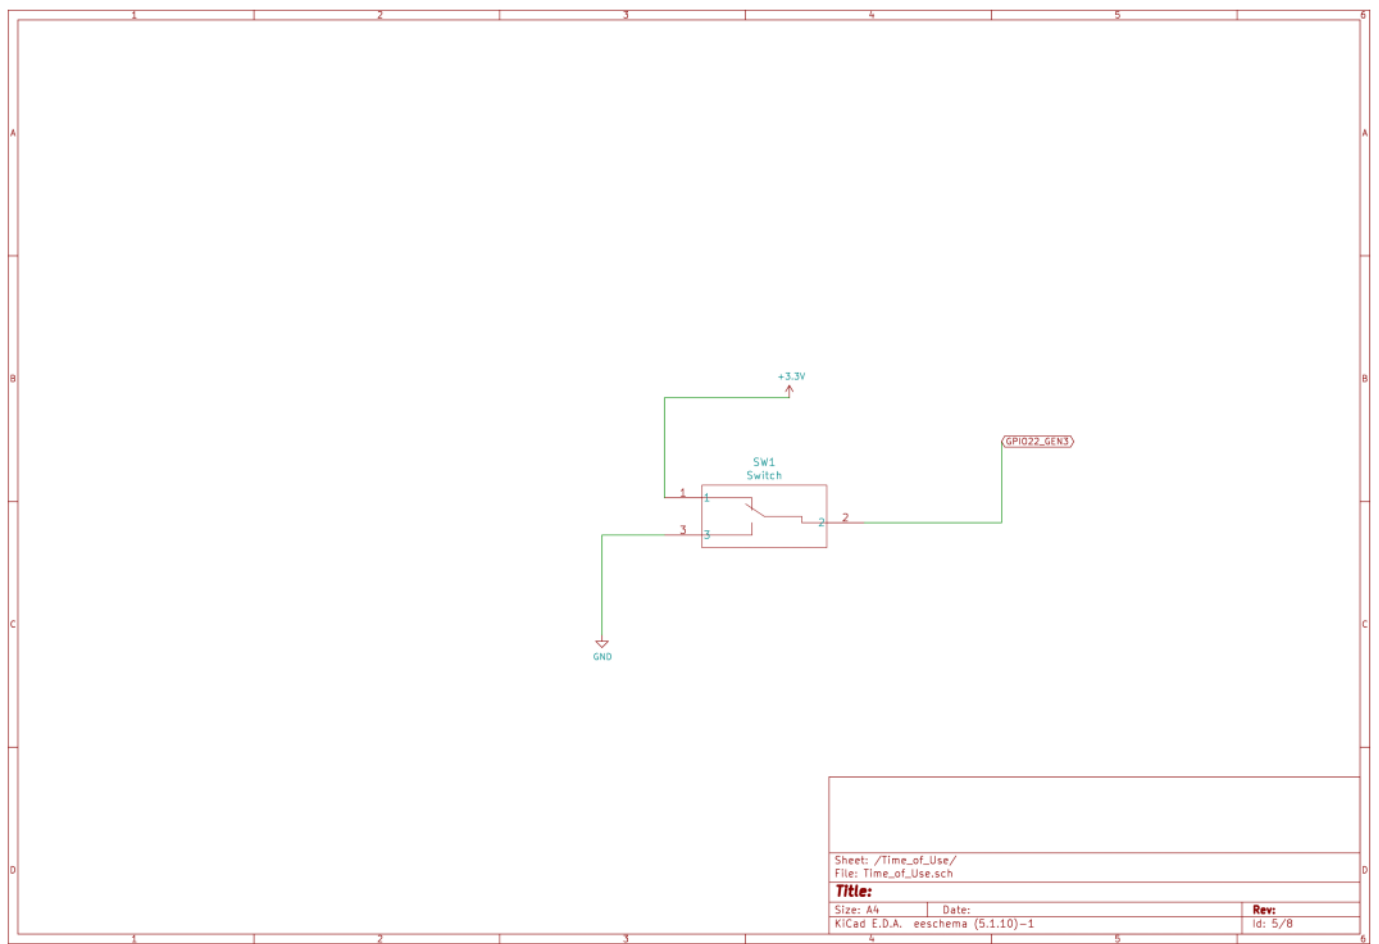 1 2 3 4 5 6
A A
+3.3V
B B
GPIO22_GEN3
SW1
Switch
1 1
2 2
3 3
C C
GND
Sheet: /Time_of_Use/
File: Time_of_Use.sch
D D
Title:
Size: A4 Date: Rev:
KiCad E.D.A. eeschema (5.1.10)-1 Id: 5/8
1 2 3 4 5 6